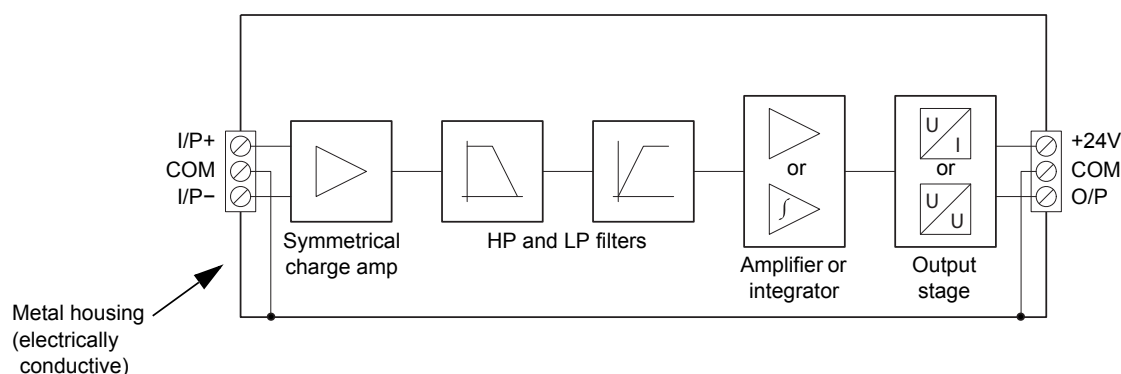 I/P+
COM
I/P−
Symmetrical
charge amp
HP and LP filters
or
∫
Amplifier or
integrator
U
I
or
U
U
Output
stage
+24V
COM
O/P
Metal housing
(electrically
conductive)